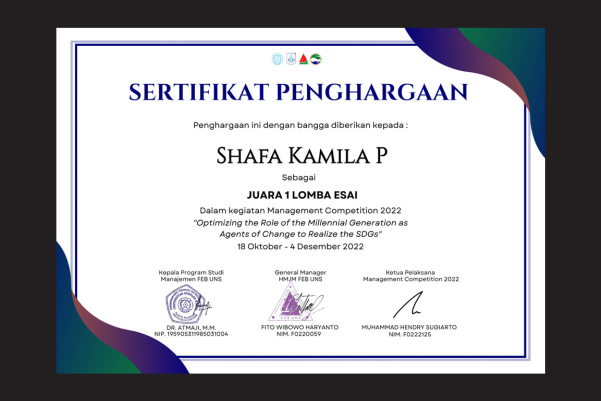 SERTIFIKAT PENGHARGAAN
Penghargaan ini dengan bangga diberikan kepada :
SHAFA KAMILA P
Sebagai
JUARA 1 LOMBA ESAI
Dalam kegiatan Management Competition 2022
"Optimizing the Role of the Millennial Generation as
Agents of Change to Realize the SDGs"
18 Oktober - 4 Desember 2022
Kepala Program Studi
Manajemen FEB UNS
DR. ATMAJI, M.M.
NIP. 195905311985031004
General Manager
HMJM FEB UNS
FITO WIBOWO HARYANTO
NIM. F0220059
Ketua Pelaksana
Management Competition 2022
MUHAMMAD HENDRY SUGIARTO
NIM. F0222125